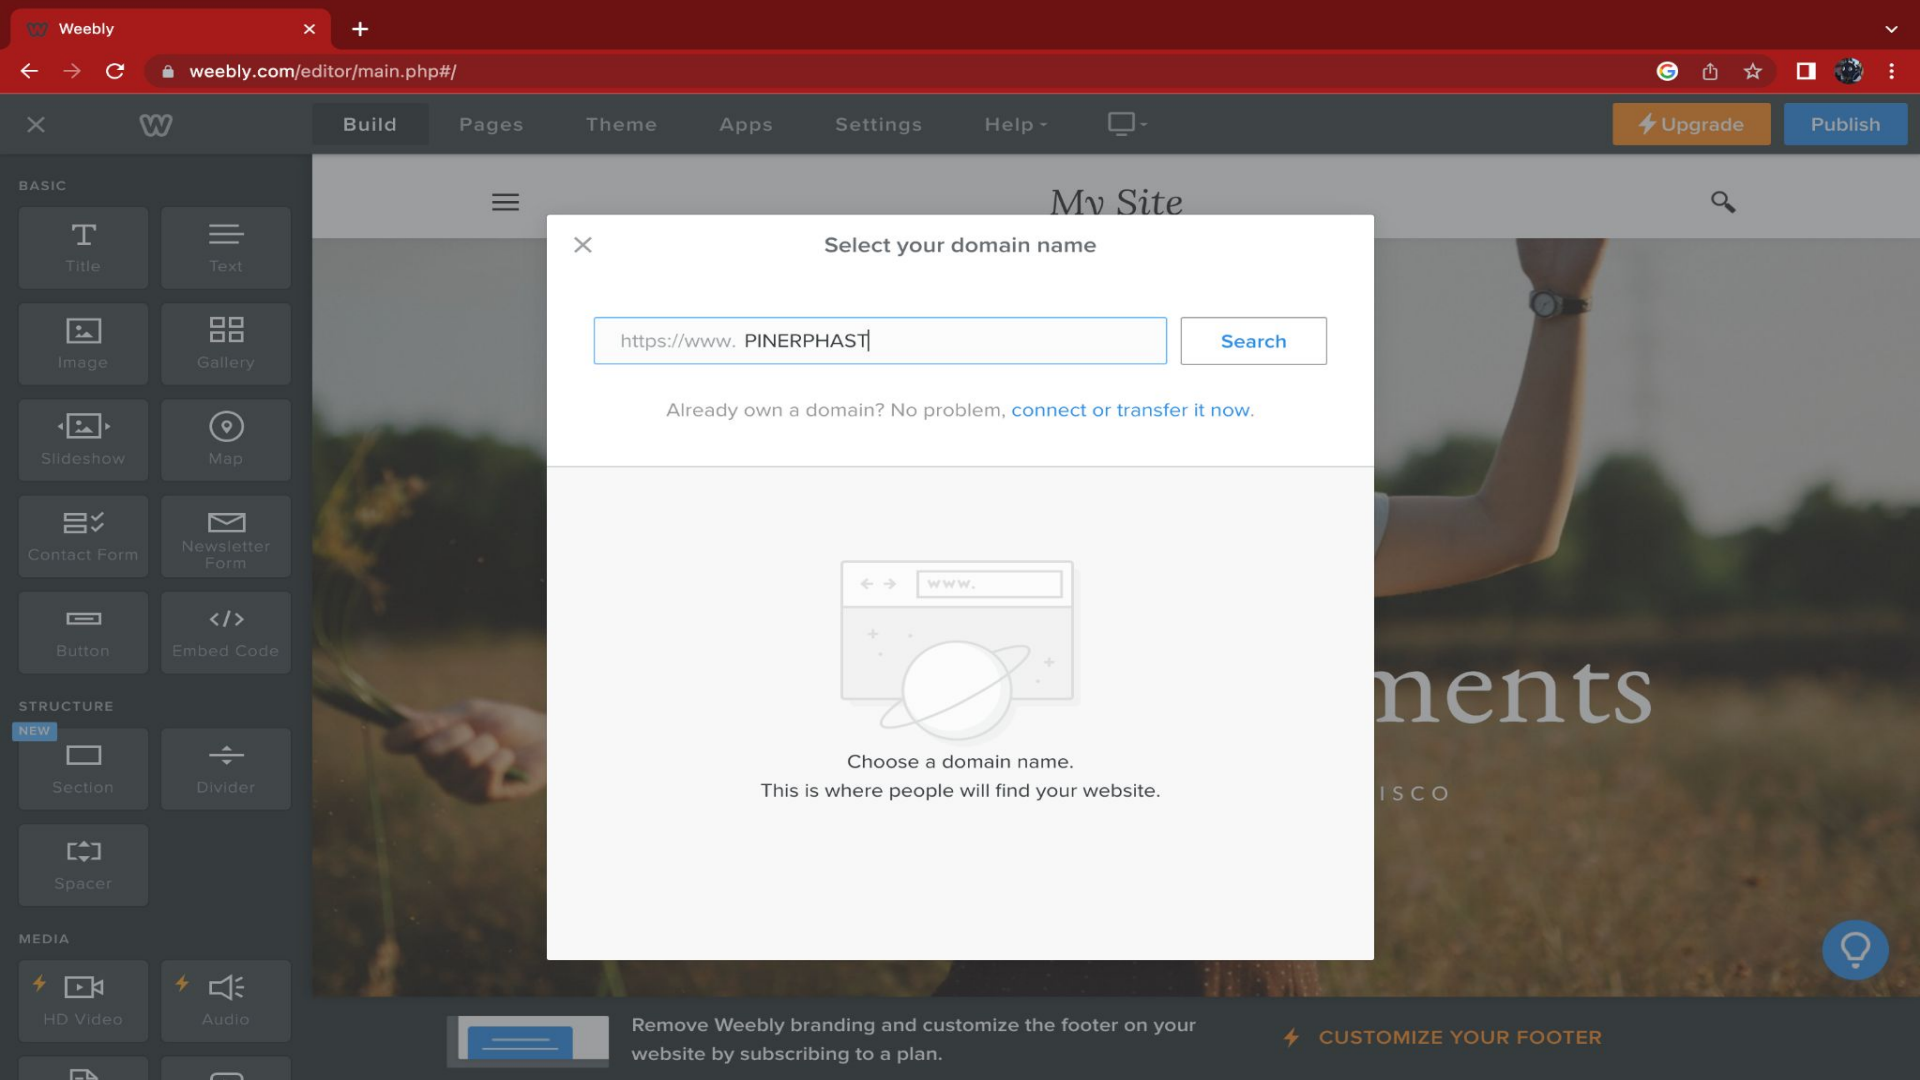 Weebly
weebly.com/editor/main.php#/
Build Pages Theme Apps Settings Help
Upgrade
Publish
BASIC
Title
Text
Image
Gallery
Slideshow
Map
Contact Form
Newsletter
Form
Button
Embed Code
STRUCTURE
NEW
Section
Divider
Spacer
MEDIA
HD Video
Audio
My Site
Select your domain name
https://www. PINERPHAST
Search
Already own a domain? No problem, connect or transfer it now.
www.
Choose a domain name.
This is where people will find your website.
ments
ISCO
Remove Weebly branding and customize the footer on your
website by subscribing to a plan.
CUSTOMIZE YOUR FOOTER